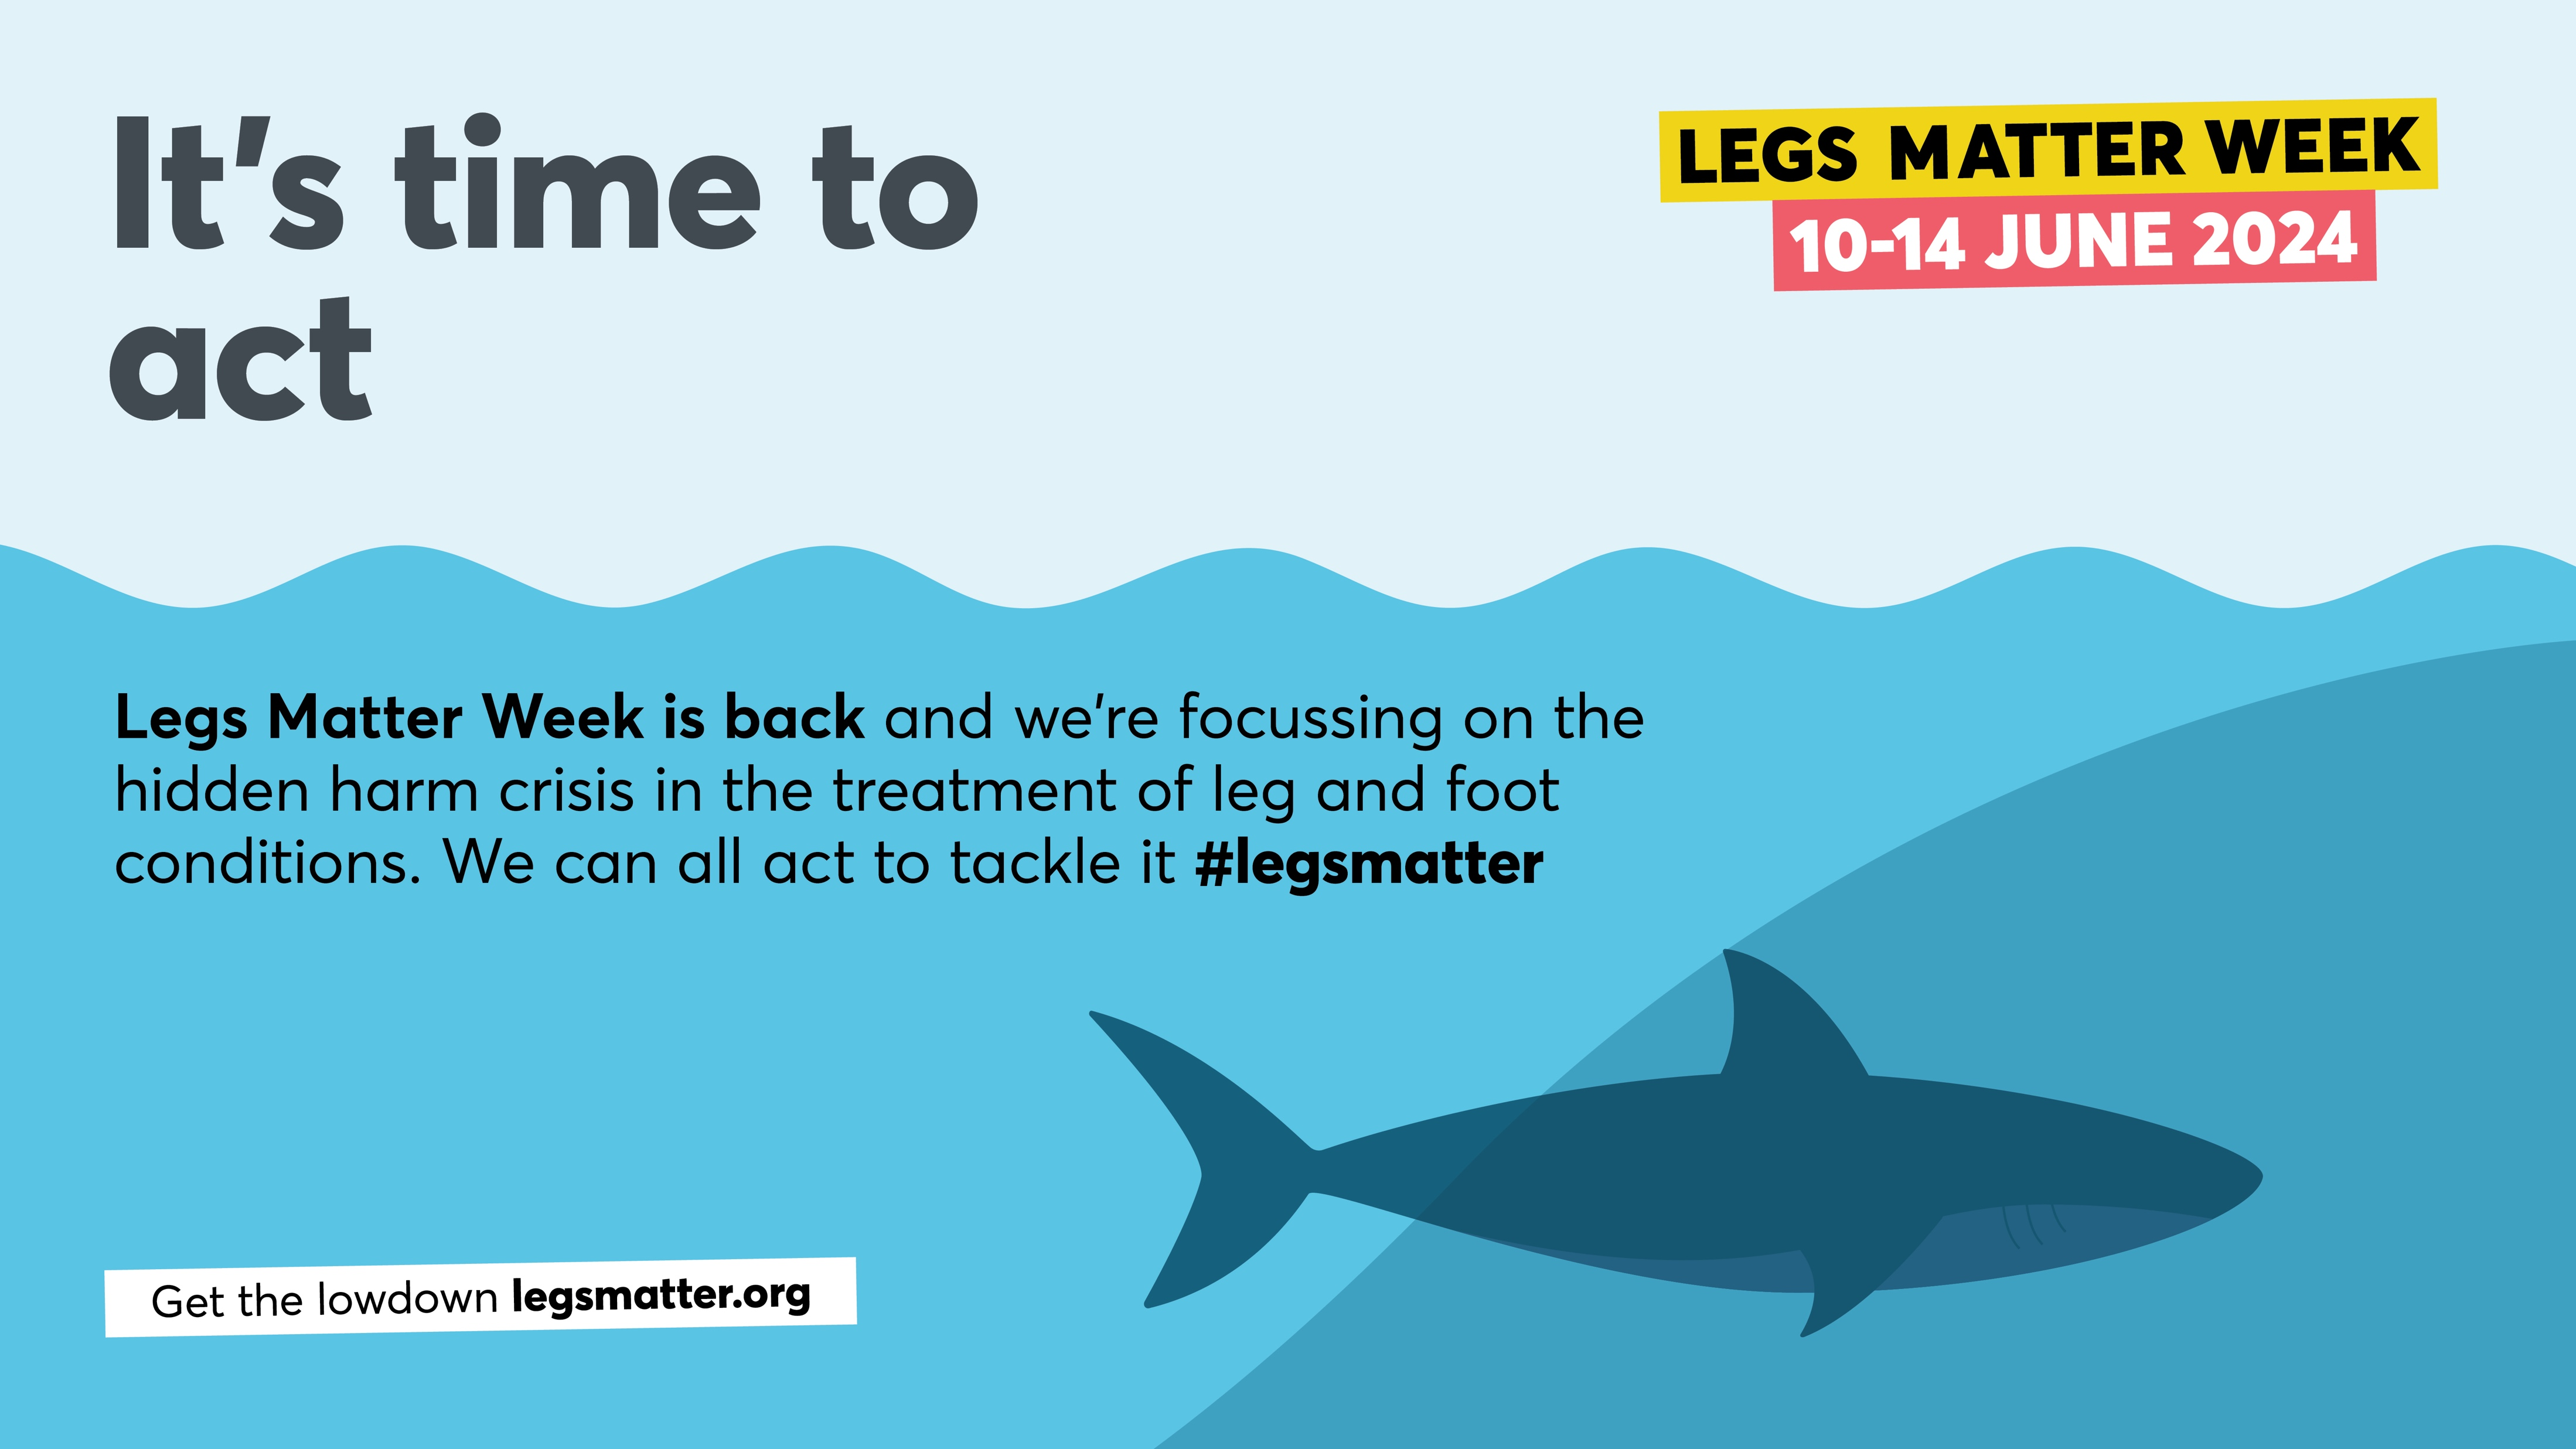 It's time to
act
LEGS MATTER WEEK
10-14 JUNE 2024
Legs Matter Week is back and we're focussing on the
hidden harm crisis in the treatment of leg and foot
conditions. We can all act to tackle it #legsmatter
Get the lowdown legsmatter.org